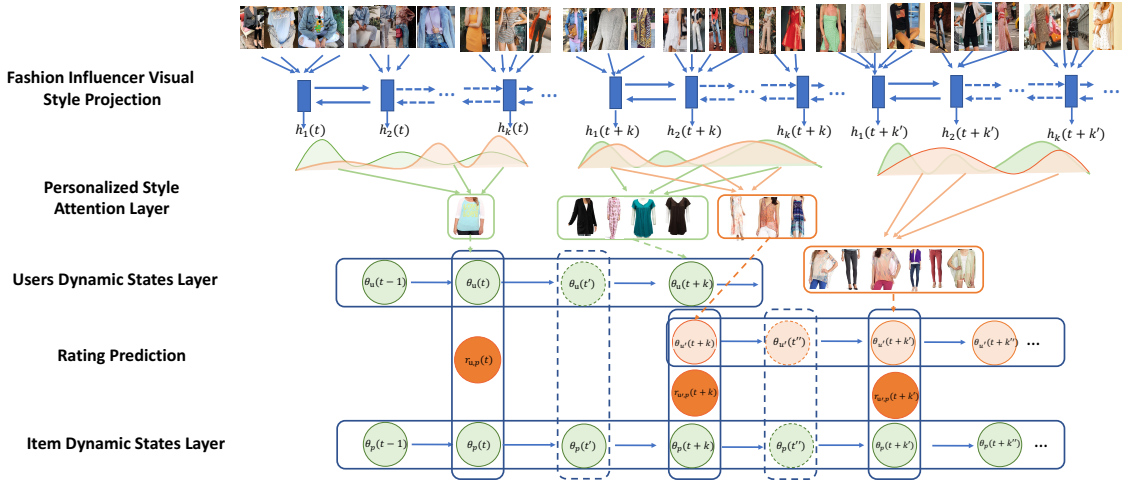 Fashion Influencer Visual
Style Projection
... ... ... ... ... ...
h₁(t) h₂(t) hₖ(t) h₁(t + k) h₂(t + k) hₖ(t + k) h₁(t + k′) h₂(t + k′) hₖ(t + k′)
Personalized Style
Attention Layer
Users Dynamic States Layer
θᵤ(t − 1) θᵤ(t) θᵤ(t′) θᵤ(t + k)
Rating Prediction
θᵤ′(t + k) θᵤ′(t′′) θᵤ′(t + k′) θᵤ′(t + k′′) ...
rᵤ,ₚ(t)
rᵤ′,ₚ(t + k) rᵤ′,ₚ(t + k′)
Item Dynamic States Layer
θₚ(t − 1) θₚ(t) θₚ(t′) θₚ(t + k) θₚ(t′′) θₚ(t + k′) θₚ(t + k′′) ...